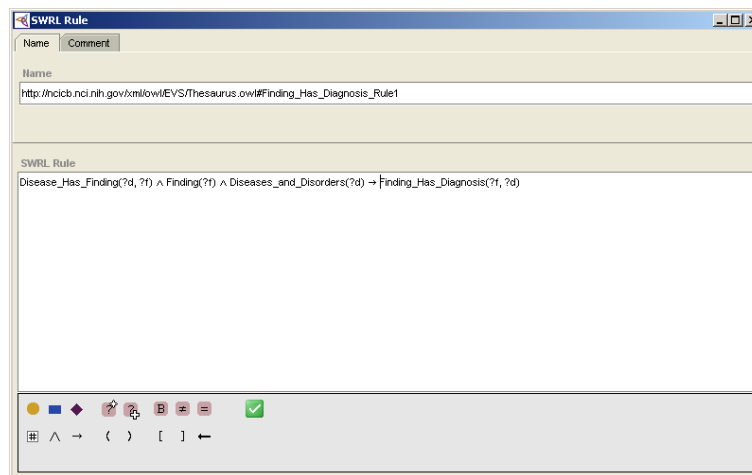 SWRL Rule
Name Comment
Name
http://ncicb.nci.nih.gov/xml/owl/EVS/Thesaurus.owl#Finding_Has_Diagnosis_Rule1
SWRL Rule
Disease_Has_Finding(?d, ?f) ∧ Finding(?f) ∧ Diseases_and_Disorders(?d) → Finding_Has_Diagnosis(?f, ?d)
? ? B ≠ =
# ∧ → ( ) [ ] ←